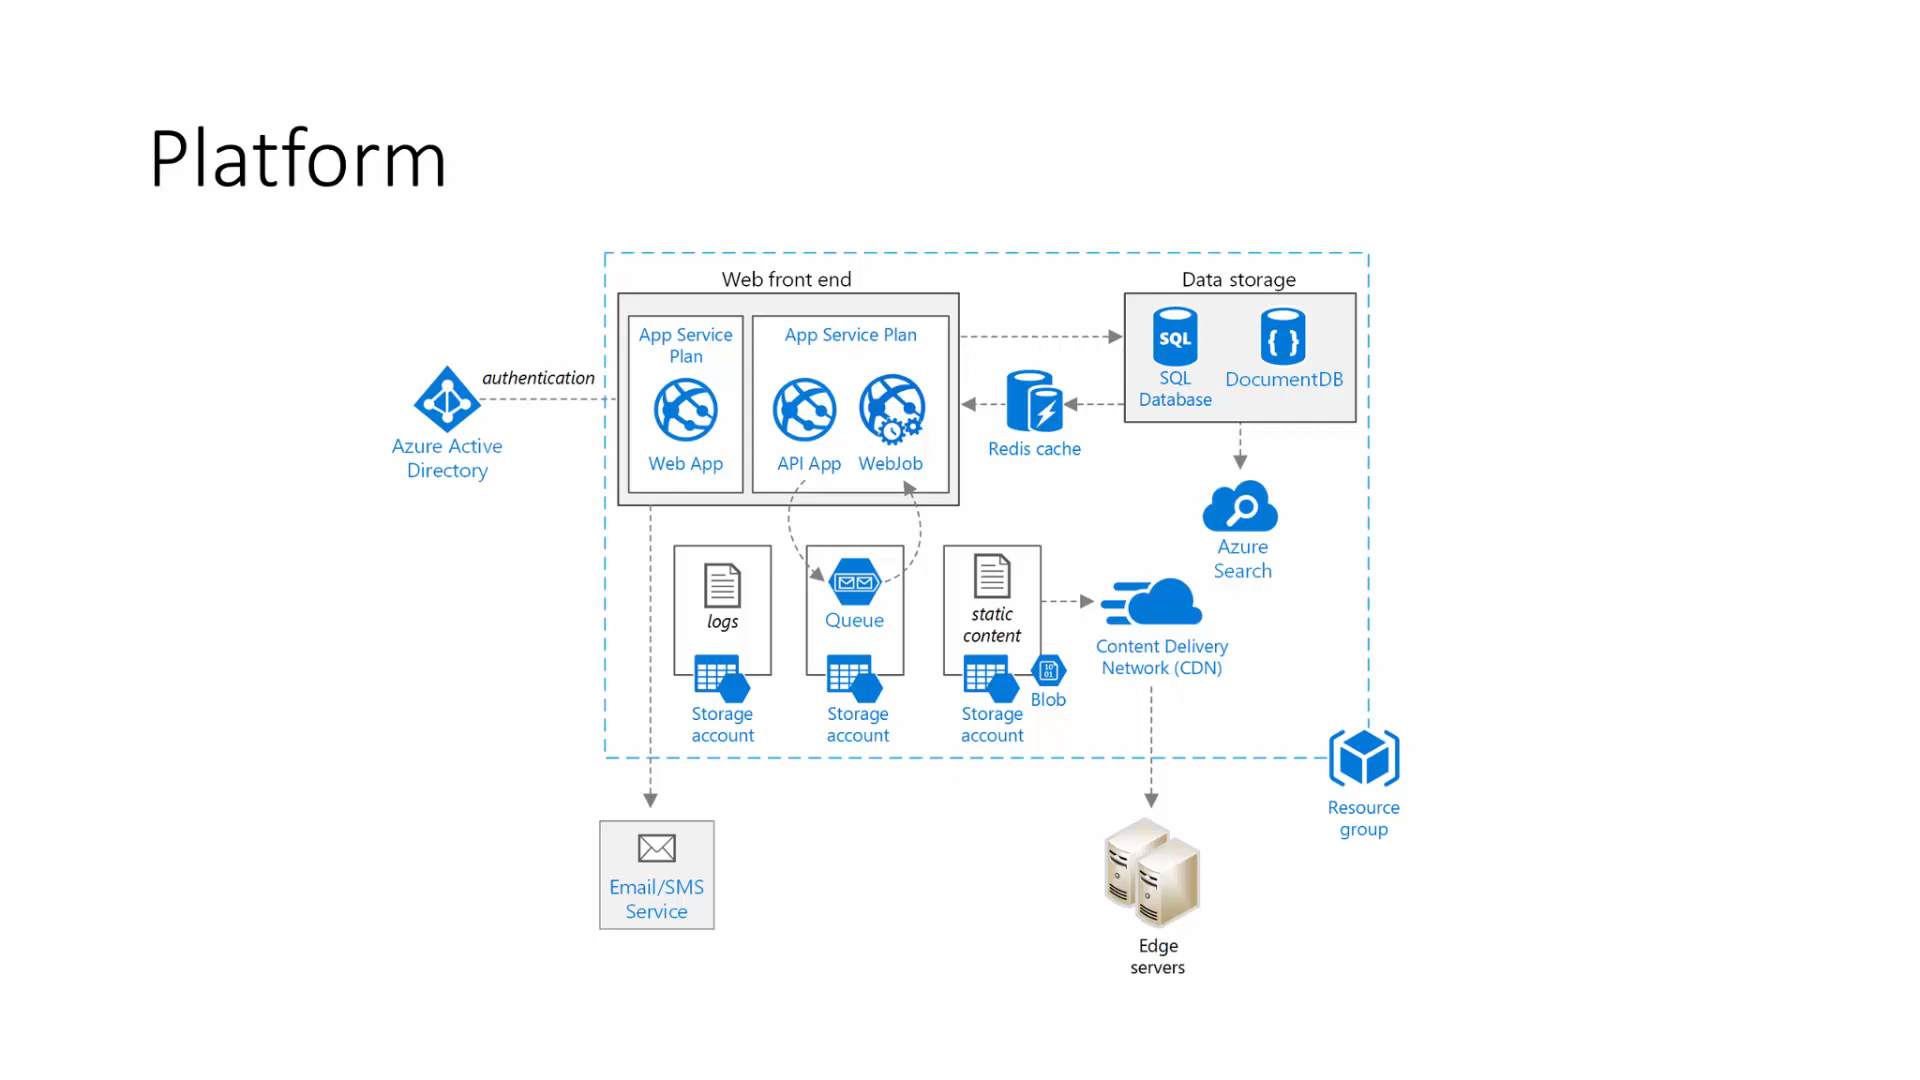 Platform
Web front end
Data storage
App Service
Plan
App Service Plan
SQL
{ }
SQL
Database
DocumentDB
authentication
Azure Active
Directory
Web App
API App
WebJob
Redis cache
Azure
Search
logs
Queue
static
content
10
01
Blob
Content Delivery
Network (CDN)
Storage
account
Storage
account
Storage
account
Resource
group
Email/SMS
Service
Edge
servers